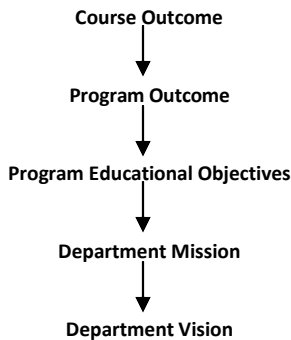 Course Outcome
Program Outcome
Program Educational Objectives
Department Mission
Department Vision